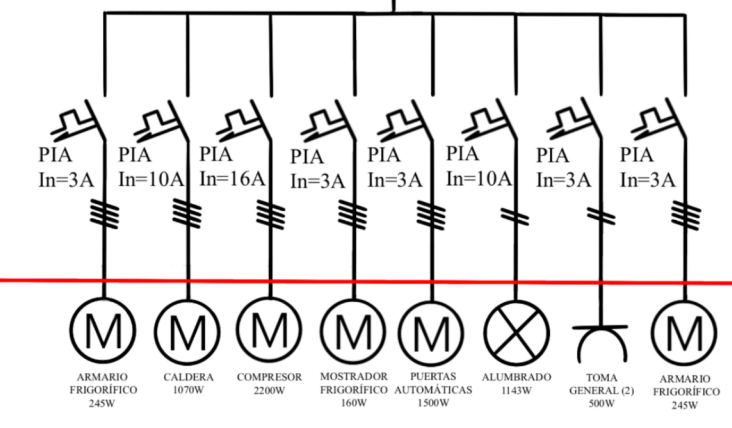 PIA
In=3A
PIA
In=10A
PIA
In=16A
PIA
In=3A
PIA
In=3A
PIA
In=10A
PIA
In=3A
PIA
In=3A
M
M
M
M
M
M
ARMARIO
FRIGORÍFICO
245W
CALDERA
1070W
COMPRESOR
2200W
MOSTRADOR
FRIGORÍFICO
160W
PUERTAS
AUTOMÁTICAS
1500W
ALUMBRADO
1143W
TOMA
GENERAL (2)
500W
ARMARIO
FRIGORÍFICO
245W